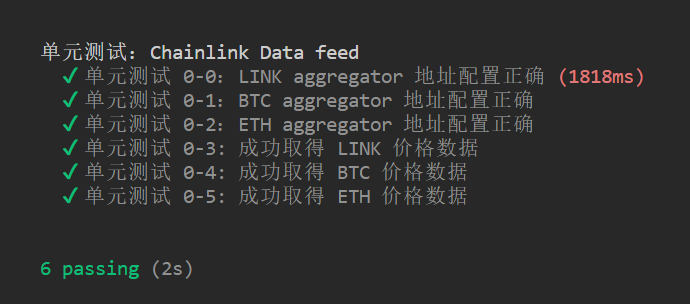 单元测试: Chainlink Data feed
✓ 单元测试 0-0: LINK aggregator 地址配置正确 (1818ms)
✓ 单元测试 0-1: BTC aggregator 地址配置正确
✓ 单元测试 0-2: ETH aggregator 地址配置正确
✓ 单元测试 0-3: 成功取得 LINK 价格数据
✓ 单元测试 0-4: 成功取得 BTC 价格数据
✓ 单元测试 0-5: 成功取得 ETH 价格数据
6 passing (2s)